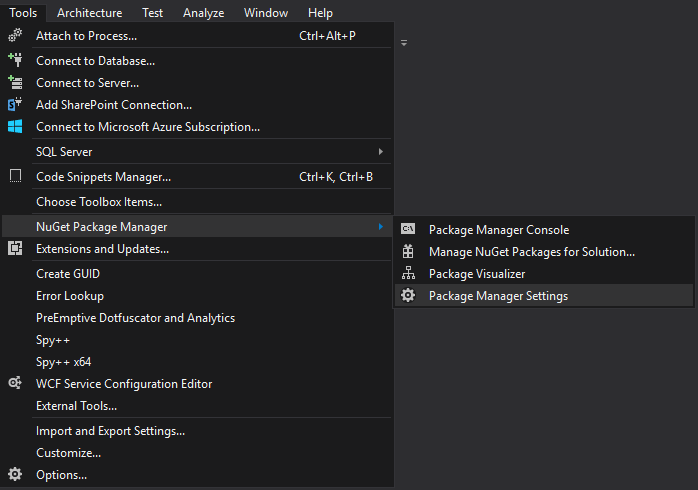 Tools Architecture Test Analyze Window Help
Attach to Process... Ctrl+Alt+P
Connect to Database...
Connect to Server...
Add SharePoint Connection...
Connect to Microsoft Azure Subscription...
SQL Server
Code Snippets Manager... Ctrl+K, Ctrl+B
Choose Toolbox Items...
NuGet Package Manager
Extensions and Updates...
Create GUID
Error Lookup
PreEmptive Dotfuscator and Analytics
Spy++
Spy++ x64
WCF Service Configuration Editor
External Tools...
Import and Export Settings...
Customize...
Options...
C:\ Package Manager Console
Manage NuGet Packages for Solution...
Package Visualizer
Package Manager Settings